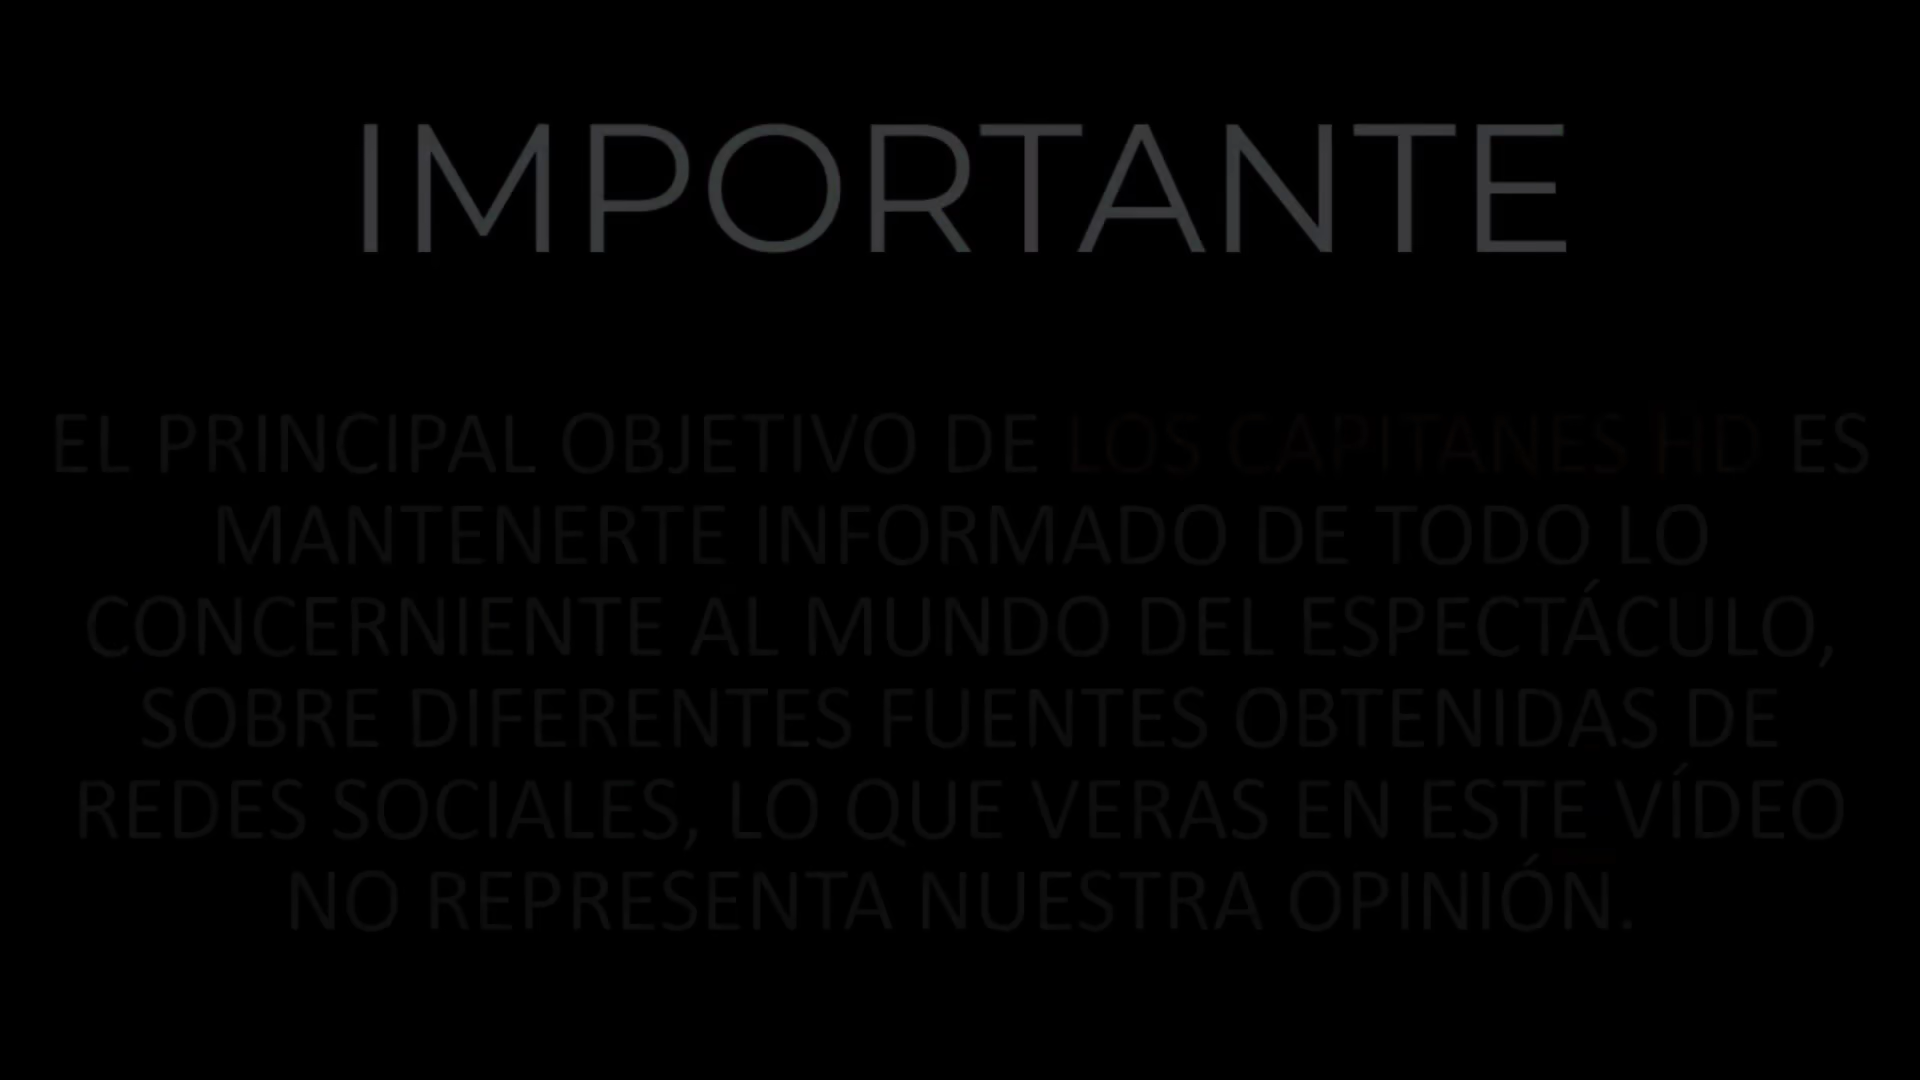 IMPORTANTE
EL PRINCIPAL OBJETIVO DE LOS CAPITANES HD ES
MANTENERTE INFORMADO DE TODO LO
CONCERNIENTE AL MUNDO DEL ESPECTÁCULO,
SOBRE DIFERENTES FUENTES OBTENIDAS DE
REDES SOCIALES, LO QUE VERAS EN ESTE VÍDEO
NO REPRESENTA NUESTRA OPINIÓN.